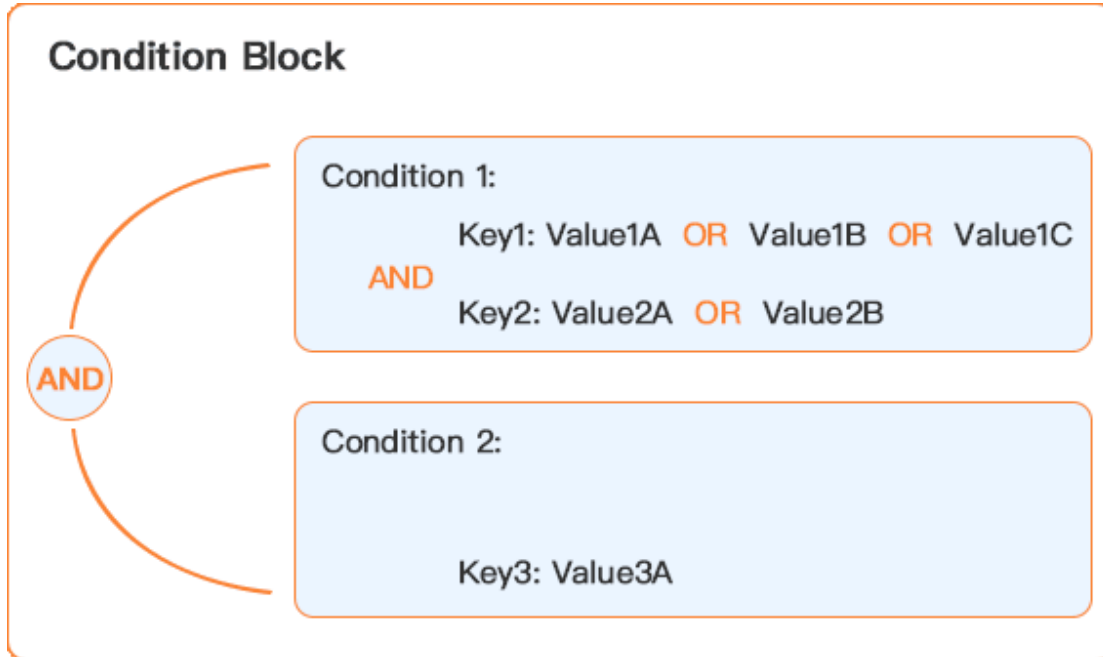 Condition Block
Condition 1:
Key1: Value1A OR Value1B OR Value1C
AND
Key2: Value2A OR Value2B
AND
Condition 2:
Key3: Value3A